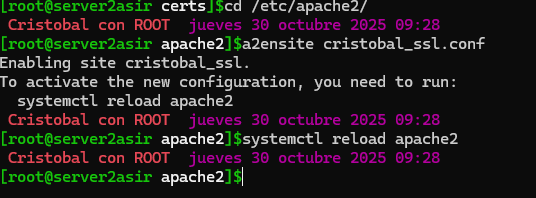 [root@server2asir certs]$cd /etc/apache2/
Cristobal con ROOT  jueves 30 octubre 2025 09:28
[root@server2asir apache2]$a2ensite cristobal_ssl.conf
Enabling site cristobal_ssl.
To activate the new configuration, you need to run:
  systemctl reload apache2
Cristobal con ROOT  jueves 30 octubre 2025 09:28
[root@server2asir apache2]$systemctl reload apache2
Cristobal con ROOT  jueves 30 octubre 2025 09:28
[root@server2asir apache2]$